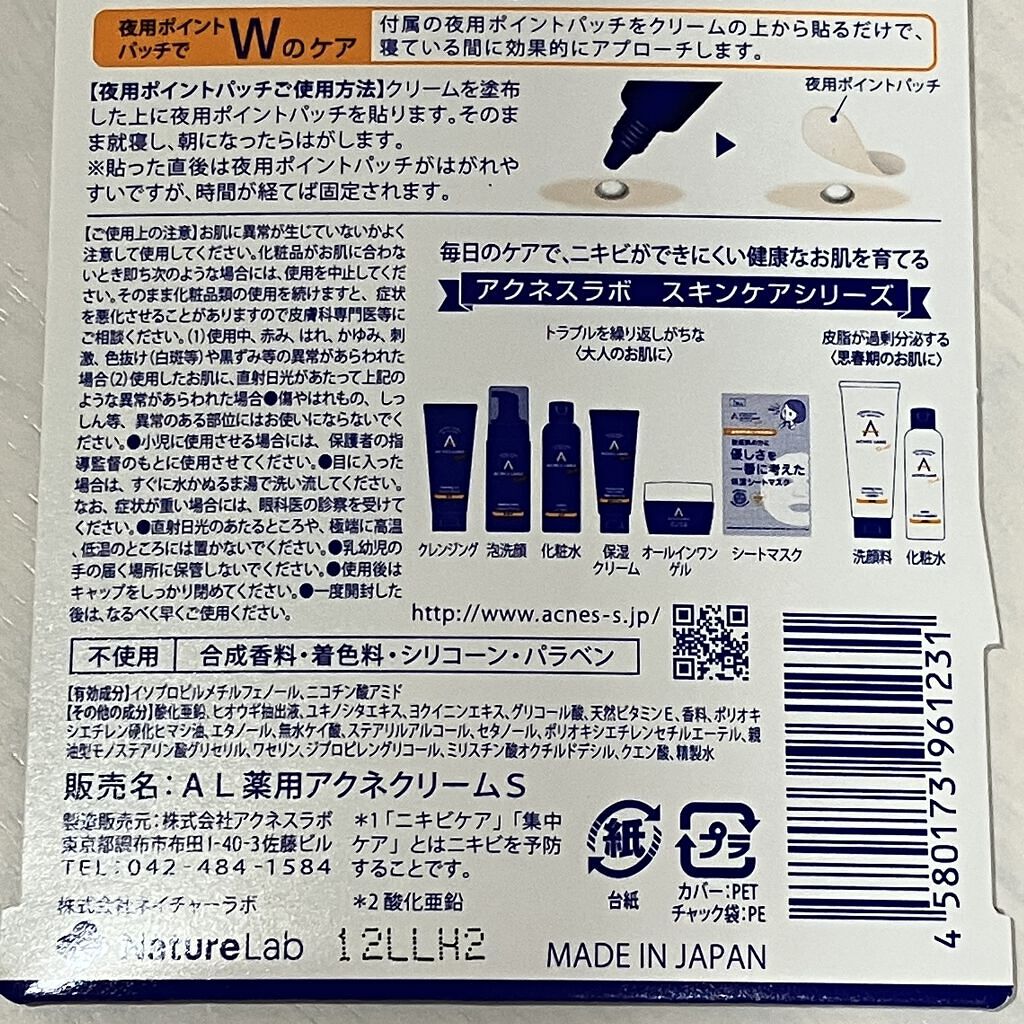 夜用ポイント
パッチで Wのケア
付属の夜用ポイントパッチをクリームの上から貼るだけで、
寝ている間に効果的にアプローチします。
【夜用ポイントパッチご使用方法】クリームを塗布
した上に夜用ポイントパッチを貼ります。そのま
ま就寝し、朝になったらはがします。
※貼った直後は夜用ポイントパッチがはがれや
すいですが、時間が経てば固定されます。
夜用ポイントパッチ
【ご使用上の注意】お肌に異常が生じていないかよく
注意して使用してください。化粧品がお肌に合わな
いとき即ち次のような場合には、使用を中止してくだ
さい。そのまま化粧品類の使用を続けますと、症状
を悪化させることがありますので皮膚科専門医等に
ご相談ください。(1)使用中、赤み、はれ、かゆみ、刺
激、色抜け(白斑等)や黒ずみ等の異常があらわれた
場合(2)使用したお肌に、直射日光があたって上記の
ような異常があらわれた場合●傷やはれもの、しっ
しん等、異常のある部位にはお使いにならないでく
ださい。●小児に使用させる場合には、保護者の指
導監督のもとに使用させてください。●目に入った
場合は、すぐに水かぬるま湯で洗い流してください。
なお、症状が重い場合には、眼科医の診察を受けて
ください。●直射日光のあたるところや、極端に高温
、低温のところには置かないでください。●乳幼児の
手の届く場所に保管しないでください。●使用後は
キャップをしっかり閉めてください。●一度開封した
後は、なるべく早くご使用ください。
毎日のケアで、ニキビができにくい健康なお肌を育てる
アクネスラボ スキンケアシリーズ
トラブルを繰り返しがちな
〈大人のお肌に〉
皮脂が過剰分泌する
〈思春期のお肌に〉
優しさを
一番に考えた
保湿シートマスク
クレンジング 泡洗顔 化粧水 保湿
クリーム オールインワン
ゲル シートマスク 洗顔料 化粧水
http://www.acnes-s.jp/
不使用 合成香料・着色料・シリコーン・パラベン
【有効成分】イソプロピルメチルフェノール、ニコチン酸アミド
【その他の成分】酸化亜鉛、ヒオウギ抽出液、ユキノシタエキス、ヨクイニンエキス、グリコール酸、天然ビタミンE、香料、ポリオキ
シエチレン硬化ヒマシ油、エタノール、無水ケイ酸、ステアリルアルコール、セタノール、ポリオキシエチレンセチルエーテル、親
油型モノステアリン酸グリセリル、ワセリン、ジプロピレングリコール、ミリスチン酸オクチルドデシル、クエン酸、精製水
販売名：ＡＬ薬用アクネクリームＳ
製造販売元：株式会社アクネスラボ
東京都調布市布田1-40-3佐藤ビル
TEL：042-484-1584
＊1「ニキビケア」「集中
ケア」とはニキビを予防
することです。
＊2 酸化亜鉛
紙
台紙
プラ
カバー：PET
チャック袋：PE
株式会社ネイチャーラボ
NatureLab
12LLH2
MADE IN JAPAN
4 580173 961231